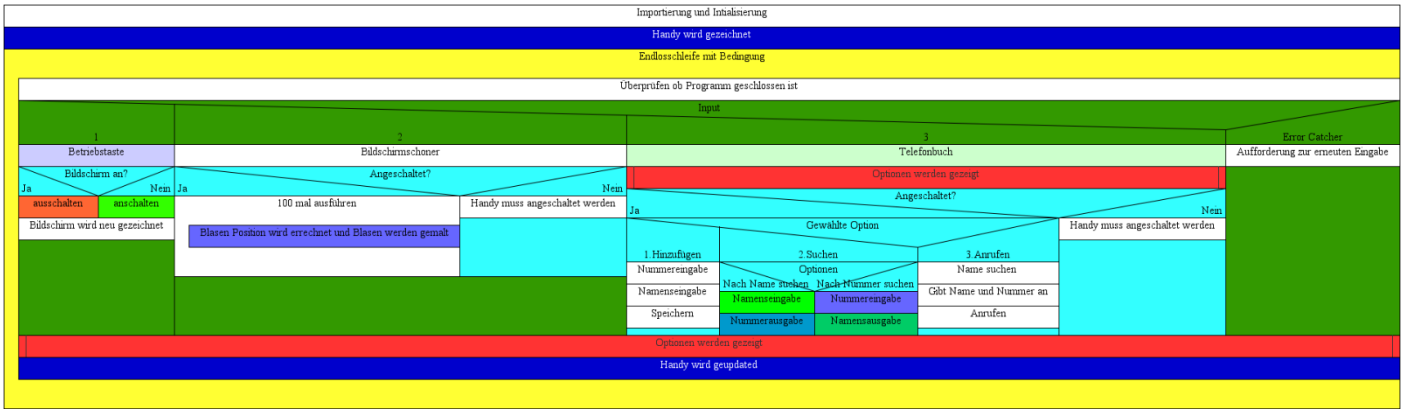 Importierung und Intialisierung
Handy wird gezeichnet
Endlosschleife mit Bedingung
Überprüfen ob Programm geschlossen ist
Input
1
2
3
Error Catcher
Betriebstaste
Bildschirmschoner
Telefonbuch
Aufforderung zur erneuten Eingabe
Bildschirm an?
Ja
Nein
Angeschaltet?
Ja
Nein
Optionen werden gezeigt
ausschalten
anschalten
100 mal ausführen
Handy muss angeschaltet werden
Angeschaltet?
Ja
Nein
Bildschirm wird neu gezeichnet
Blasen Position wird errechnet und Blasen werden gemalt
Gewählte Option
Handy muss angeschaltet werden
1.Hinzufügen
2.Suchen
3.Anrufen
Nummereingabe
Optionen
Name suchen
Nach Name suchen
Nach Nummer suchen
Namenseingabe
Namenseingabe
Nummereingabe
Gibt Name und Nummer an
Speichern
Nummerausgabe
Namensausgabe
Anrufen
Optionen werden gezeigt
Handy wird geupdated